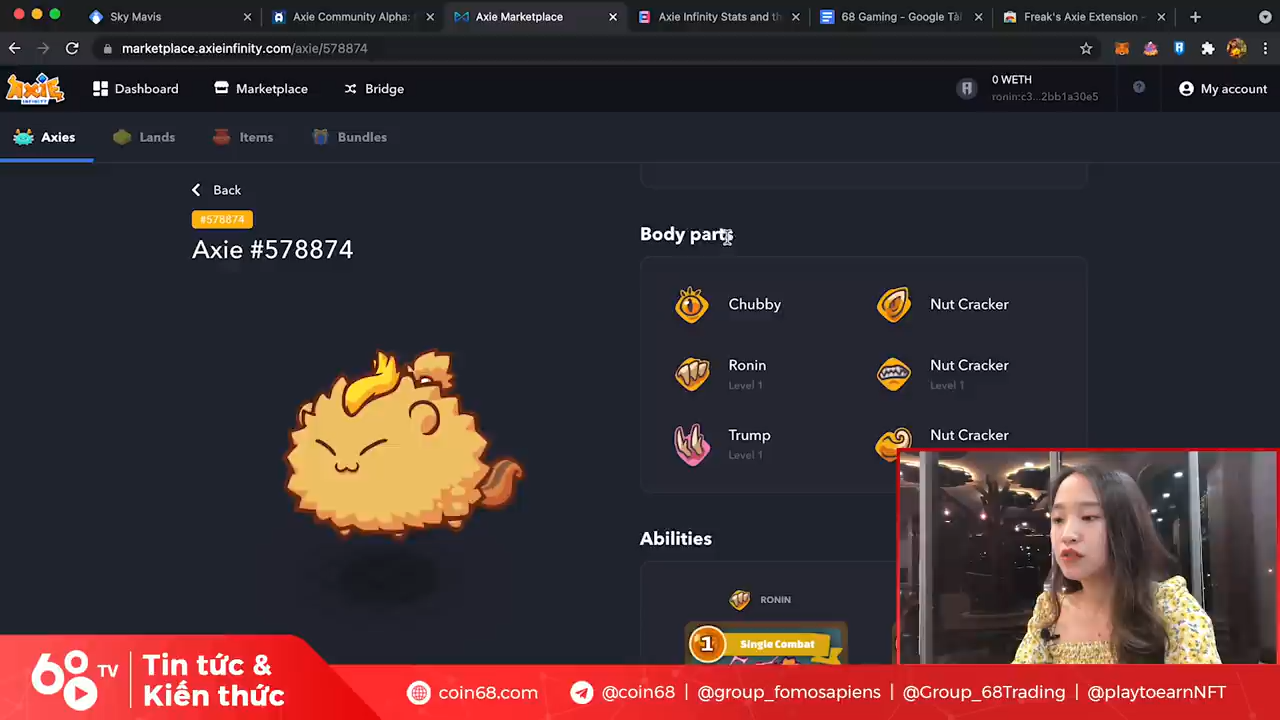 Sky Mavis
Axie Community Alpha:
Axie Marketplace
Axie Infinity Stats and th
68 Gaming - Google Tài
Freak's Axie Extension -
marketplace.axieinfinity.com/axie/578874
AXIE
INFINITY
Dashboard
Marketplace
Bridge
0 WETH
ronin:c3...2bb1a30e5
My account
Axies
Lands
Items
Bundles
Back
#578874
Axie #578874
Body parts
Chubby
Nut Cracker
Ronin
Level 1
Nut Cracker
Level 1
Trump
Level 1
Nut Cracker
Abilities
RONIN
1
Single Combat
68 TV
Tin tức &
Kiến thức
coin68.com
@coin68 | @group_fomosapiens | @Group_68Trading | @playtoearnNFT